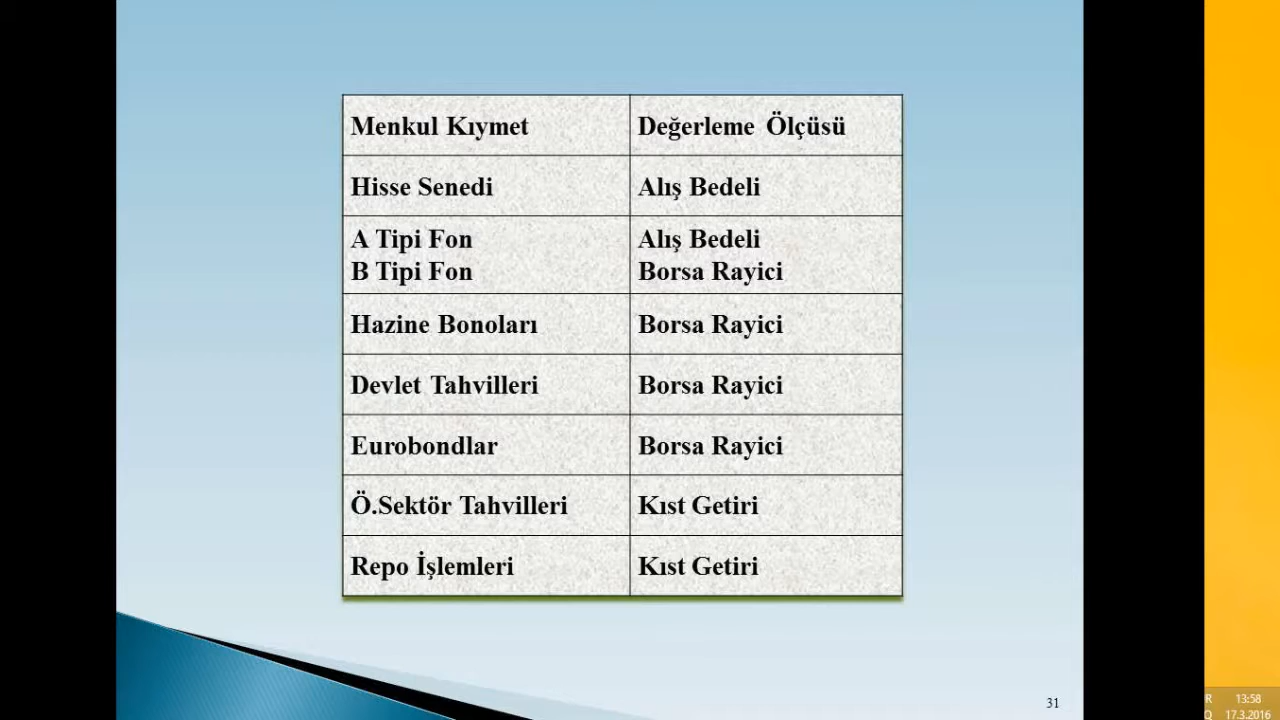 Menkul Kıymet Değerleme Ölçüsü
Hisse Senedi Alış Bedeli
A Tipi Fon Alış Bedeli
B Tipi Fon Borsa Rayici
Hazine Bonoları Borsa Rayici
Devlet Tahvilleri Borsa Rayici
Eurobondlar Borsa Rayici
Ö.Sektör Tahvilleri Kıst Getiri
Repo İşlemleri Kıst Getiri
31
R 13:58
Q 17.3.2016